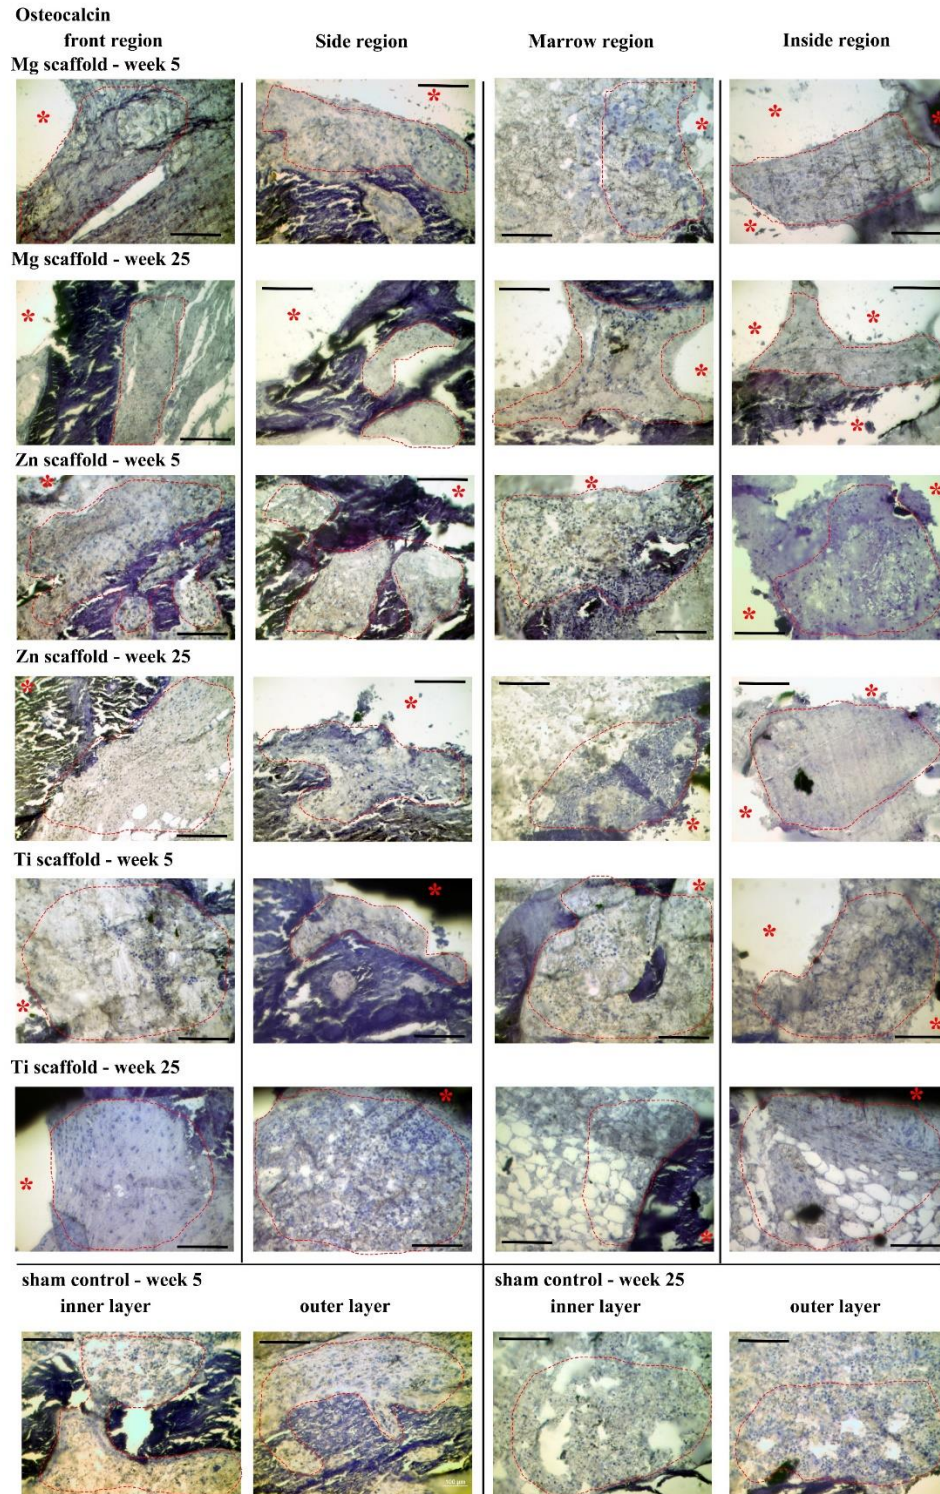 Osteocalcin
front region
Side region
Marrow region
Inside region
Mg scaffold - week 5
Mg scaffold - week 25
Zn scaffold - week 5
Zn scaffold - week 25
Ti scaffold - week 5
Ti scaffold - week 25
sham control - week 5
sham control - week 25
inner layer
outer layer
inner layer
outer layer
100 µm